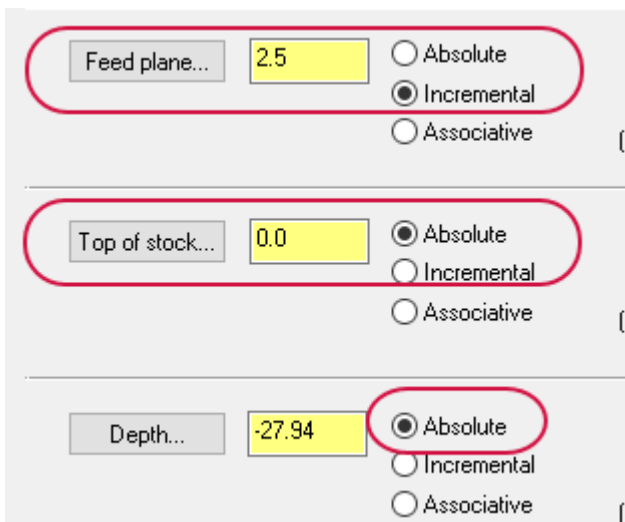 Feed plane... 2.5 Absolute
Incremental
Associative
Top of stock... 0.0 Absolute
Incremental
Associative
Depth... -27.94 Absolute
Incremental
Associative